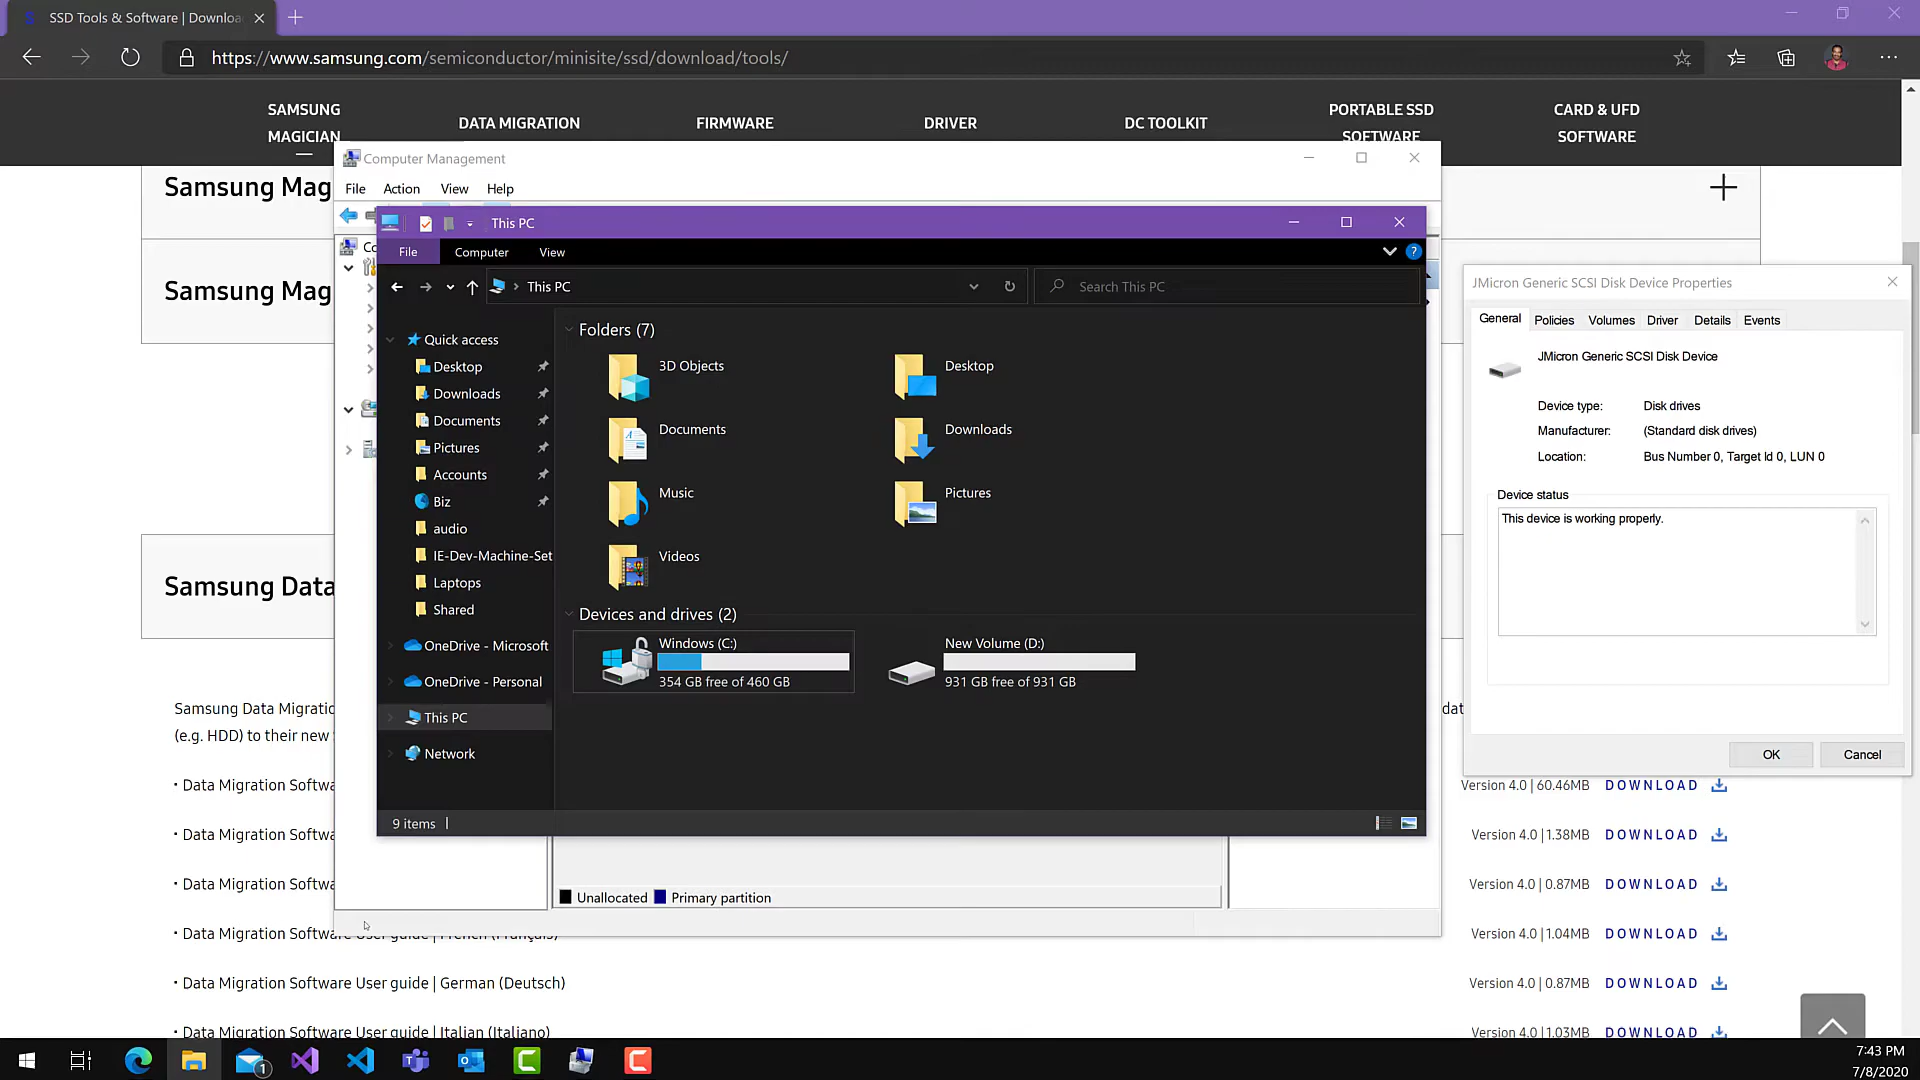 SSD Tools & Software | Downloa
https://www.samsung.com/semiconductor/minisite/ssd/download/tools/
SAMSUNG
MAGICIAN
DATA MIGRATION
FIRMWARE
DRIVER
DC TOOLKIT
PORTABLE SSD
SOFTWARE
CARD & UFD
SOFTWARE
Samsung Mag
Samsung Mag
Samsung Data
Computer Management
File Action View Help
Co
This PC
File Computer View
This PC
Search This PC
Quick access
Desktop
Downloads
Documents
Pictures
Accounts
Biz
audio
IE-Dev-Machine-Set
Laptops
Shared
OneDrive - Microsoft
OneDrive - Personal
This PC
Network
Folders (7)
3D Objects
Desktop
Documents
Downloads
Music
Pictures
Videos
Devices and drives (2)
Windows (C:)
354 GB free of 460 GB
New Volume (D:)
931 GB free of 931 GB
9 items
Unallocated Primary partition
JMicron Generic SCSI Disk Device Properties
General Policies Volumes Driver Details Events
JMicron Generic SCSI Disk Device
Device type: Disk drives
Manufacturer: (Standard disk drives)
Location: Bus Number 0, Target Id 0, LUN 0
Device status
This device is working properly.
OK Cancel
Samsung Data Migratio
dat
(e.g. HDD) to their new
· Data Migration Softwa
Version 4.0 | 60.46MB DOWNLOAD
· Data Migration Softwa
Version 4.0 | 1.38MB DOWNLOAD
· Data Migration Softwa
Version 4.0 | 0.87MB DOWNLOAD
· Data Migration Software User guide | French (Français)
Version 4.0 | 1.04MB DOWNLOAD
· Data Migration Software User guide | German (Deutsch)
Version 4.0 | 0.87MB DOWNLOAD
· Data Migration Software User guide | Italian (Italiano)
Version 4.0 | 1.03MB DOWNLOAD
1
7:43 PM
7/8/2020